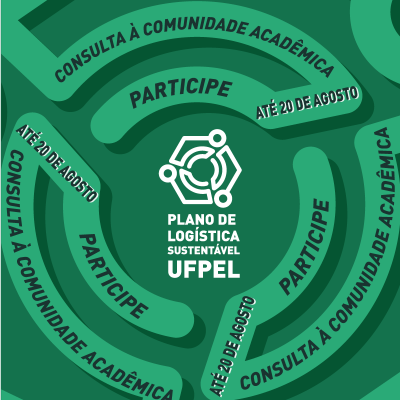 CONSULTA À COMUNIDADE ACADÊMICA
PARTICIPE
ATÉ 20 DE AGOSTO
ATÉ 20 DE AGOSTO
CONSULTA À COMUNIDADE ACADÊMICA
PARTICIPE
PLANO DE
LOGÍSTICA
SUSTENTÁVEL
UFPEL
PARTICIPE
CONSULTA À COMUNIDADE ACADÊMICA
ATÉ 20 DE AGOSTO